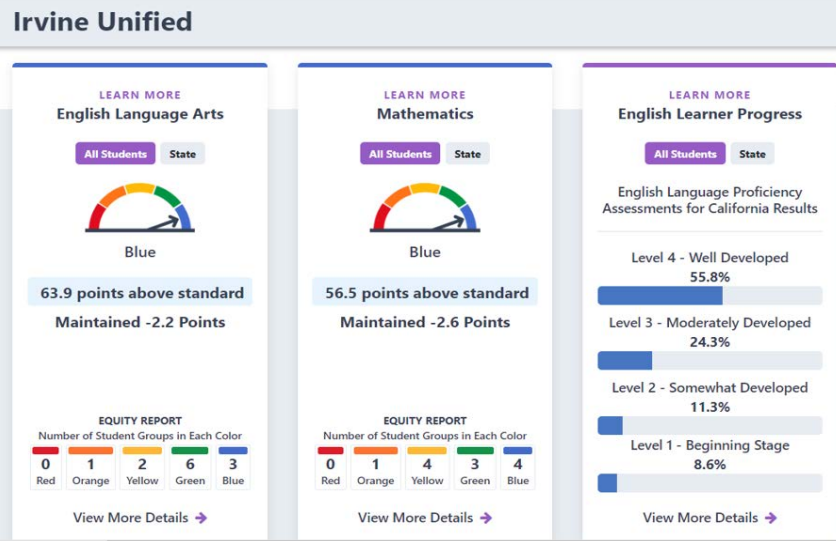 Irvine Unified
LEARN MORE
English Language Arts
All Students State
Blue
63.9 points above standard
Maintained -2.2 Points
EQUITY REPORT
Number of Student Groups in Each Color
0 1 2 6 3
Red Orange Yellow Green Blue
View More Details
LEARN MORE
Mathematics
All Students State
Blue
56.5 points above standard
Maintained -2.6 Points
EQUITY REPORT
Number of Student Groups in Each Color
0 1 4 3 4
Red Orange Yellow Green Blue
View More Details
LEARN MORE
English Learner Progress
All Students State
English Language Proficiency
Assessments for California Results
Level 4 - Well Developed
55.8%
Level 3 - Moderately Developed
24.3%
Level 2 - Somewhat Developed
11.3%
Level 1 - Beginning Stage
8.6%
View More Details